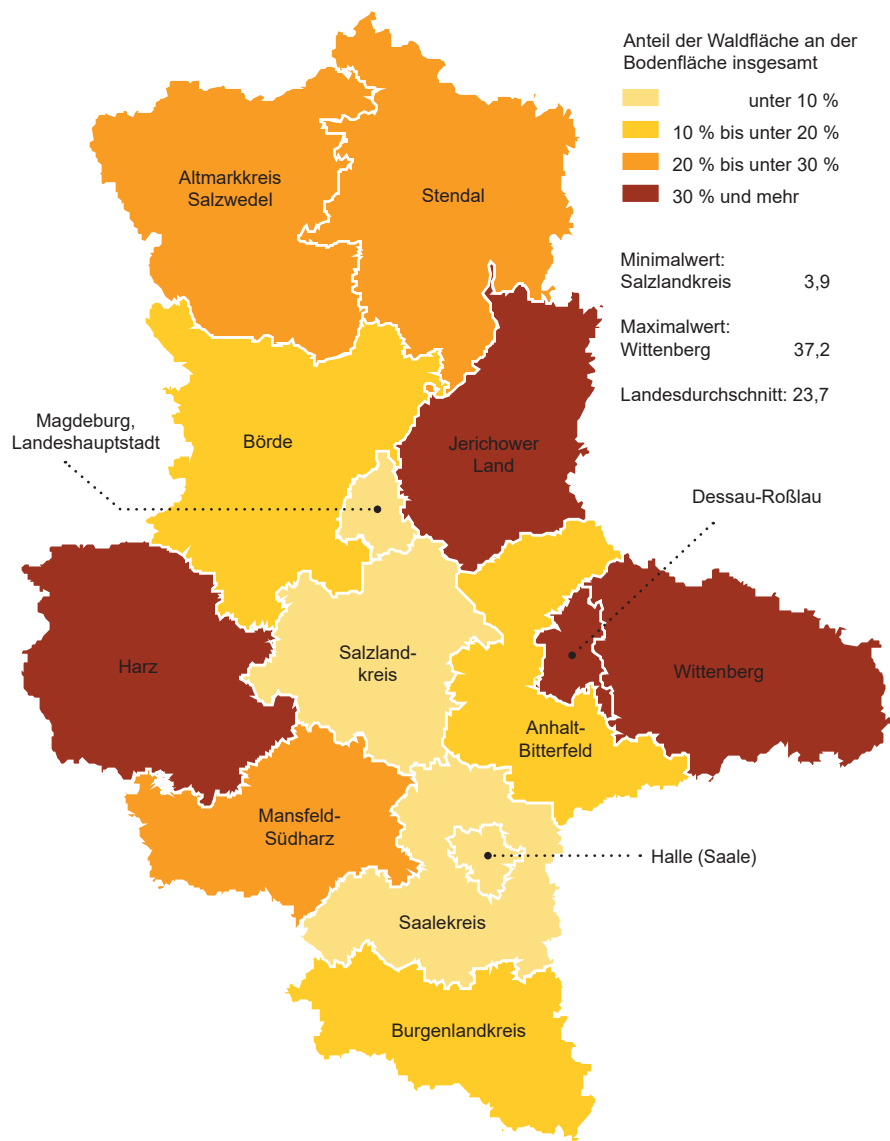 Anteil der Waldfläche an der
Bodenfläche insgesamt
unter 10 %
10 % bis unter 20 %
20 % bis unter 30 %
30 % und mehr
Minimalwert:
Salzlandkreis 3,9
Maximalwert:
Wittenberg 37,2
Landesdurchschnitt: 23,7
Altmarkkreis
Salzwedel
Stendal
Magdeburg,
Landeshauptstadt
Börde
Jerichower
Land
Dessau-Roßlau
Harz
Salzland-
kreis
Wittenberg
Anhalt-
Bitterfeld
Mansfeld-
Südharz
Halle (Saale)
Saalekreis
Burgenlandkreis